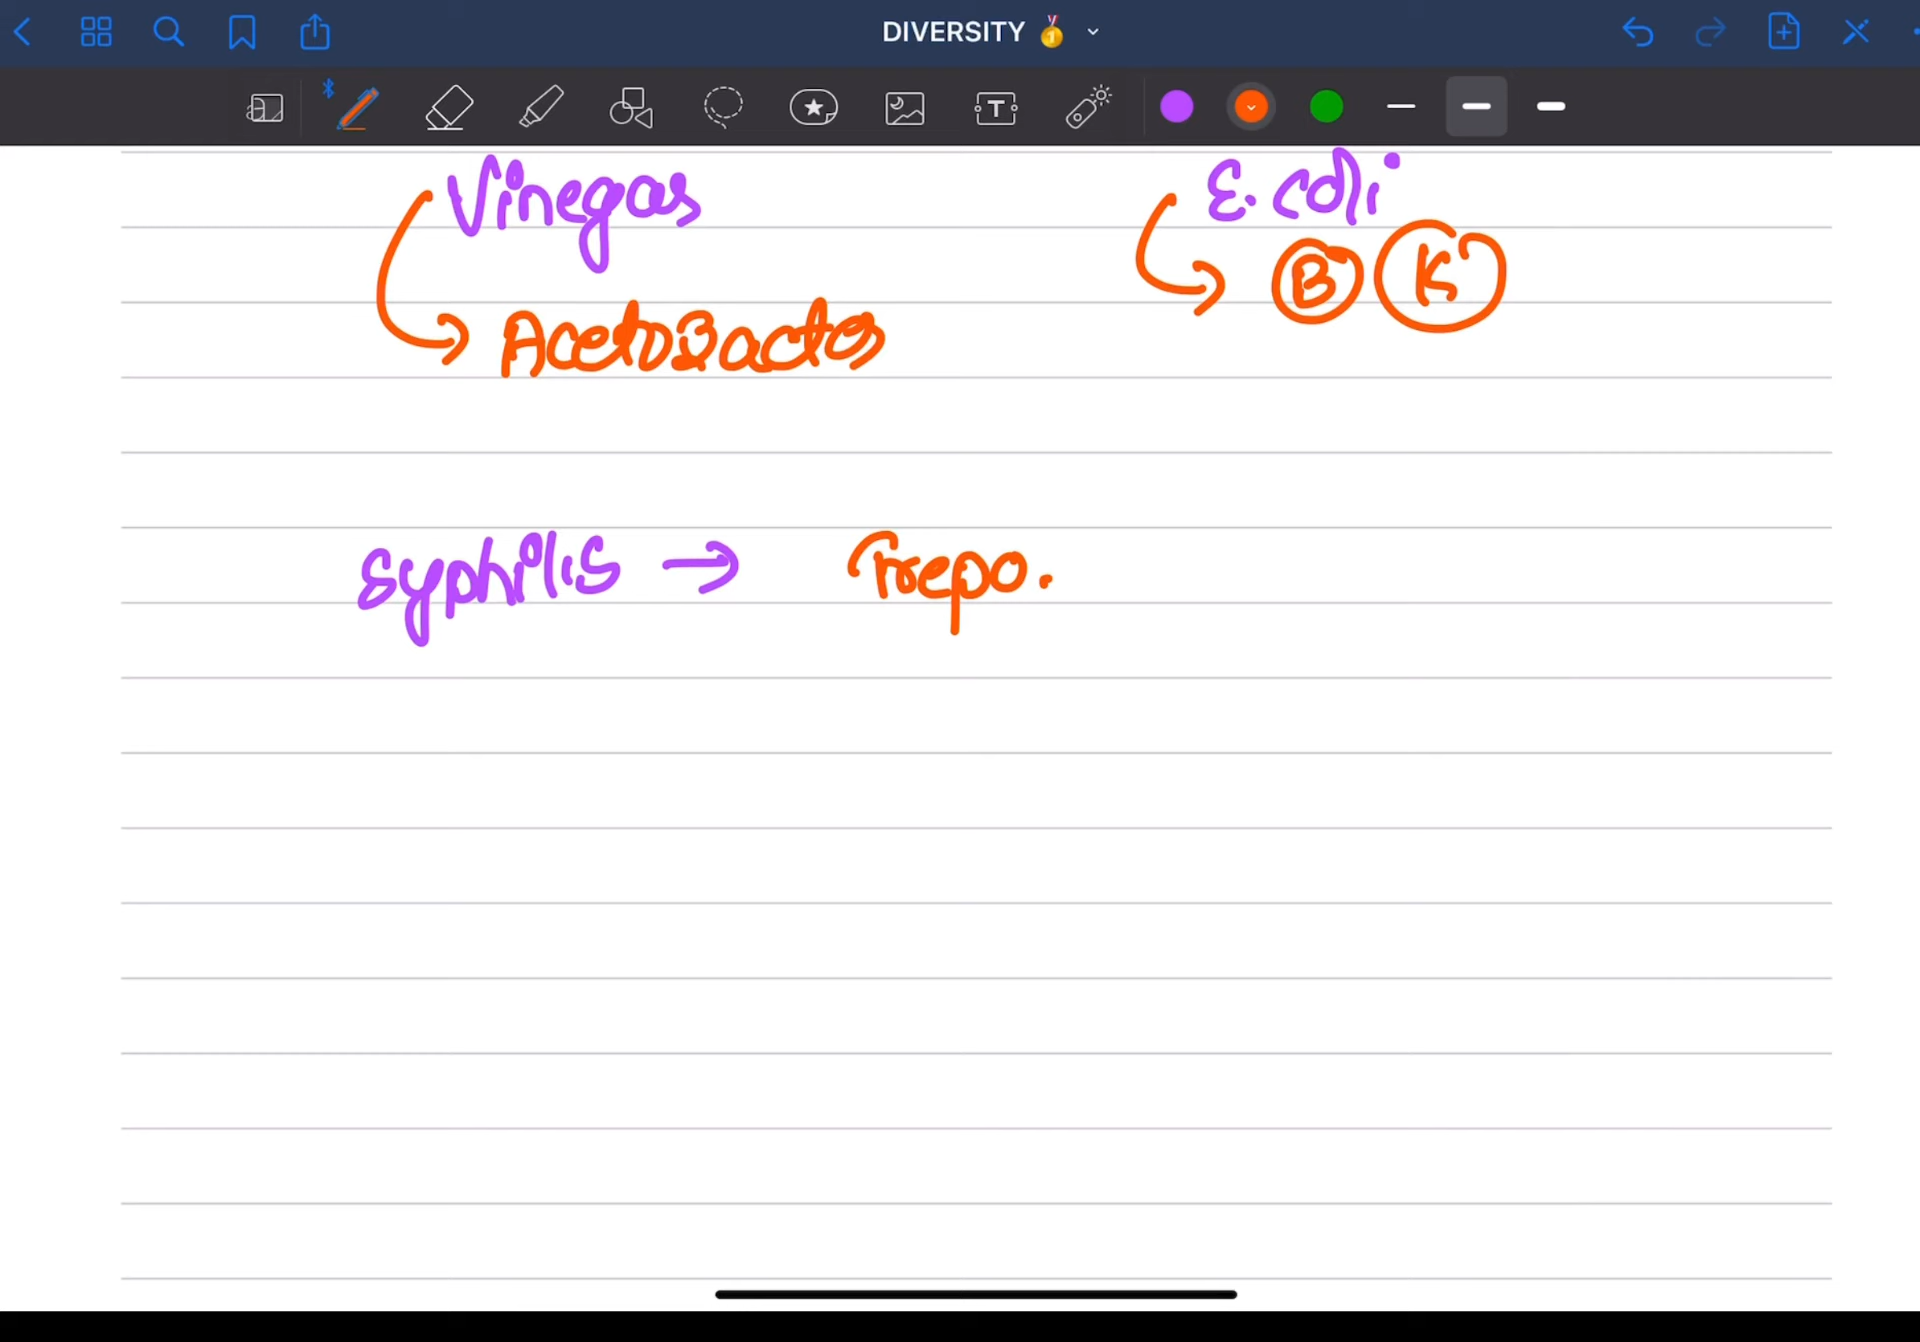 DIVERSITY 🥇
Vinegar
E. coli
B K
AcetoBacter
Syphilis → Trepo.